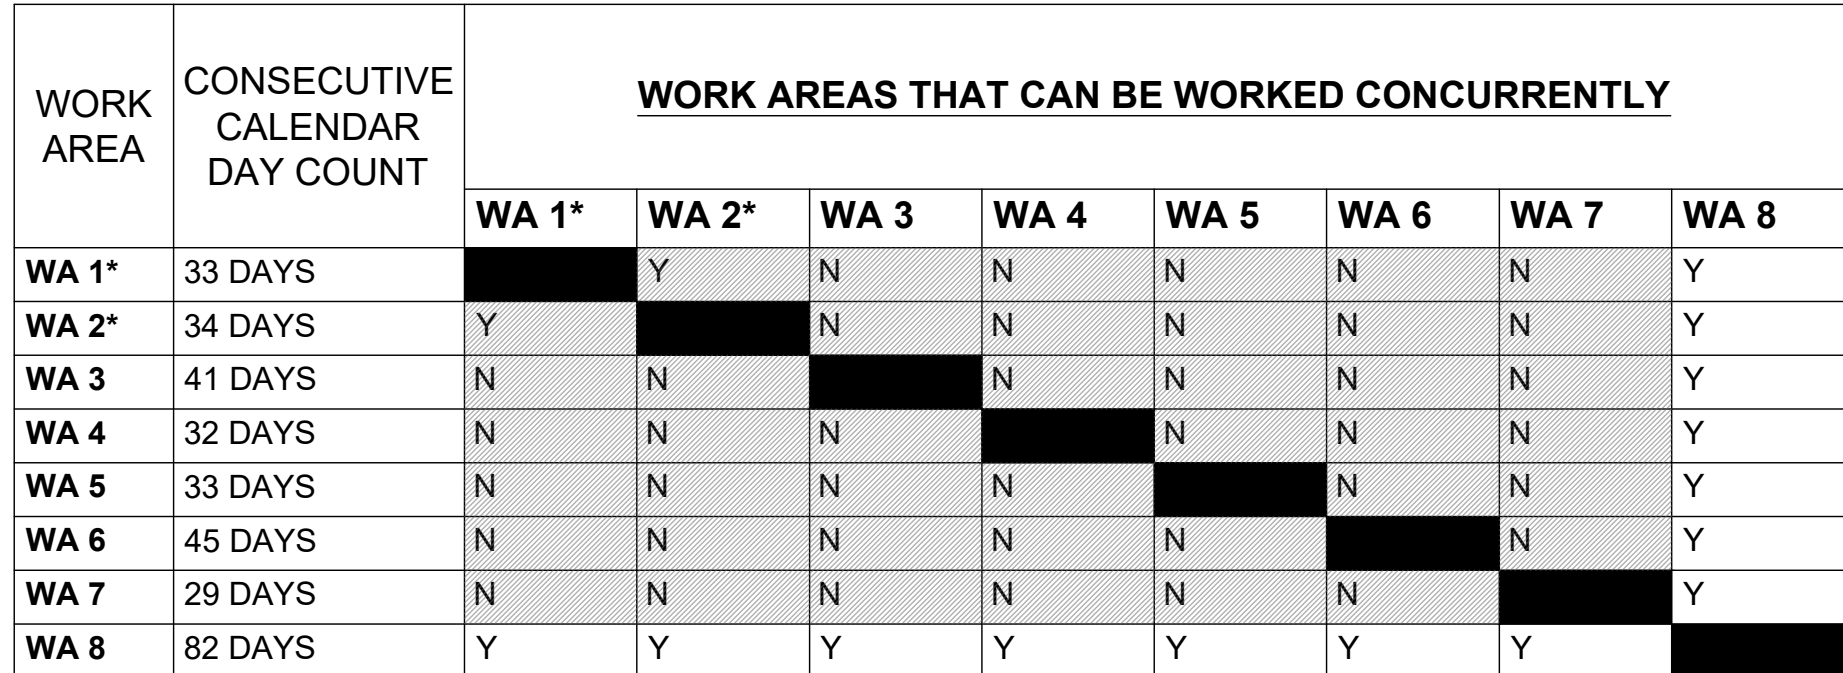 WORK AREA
CONSECUTIVE CALENDAR DAY COUNT
WORK AREAS THAT CAN BE WORKED CONCURRENTLY
WA 1* WA 2* WA 3 WA 4 WA 5 WA 6 WA 7 WA 8
WA 1* 33 DAYS Y N N N N N Y
WA 2* 34 DAYS Y N N N N N Y
WA 3 41 DAYS N N N N N N Y
WA 4 32 DAYS N N N N N N Y
WA 5 33 DAYS N N N N N N Y
WA 6 45 DAYS N N N N N N Y
WA 7 29 DAYS N N N N N N Y
WA 8 82 DAYS Y Y Y Y Y Y Y